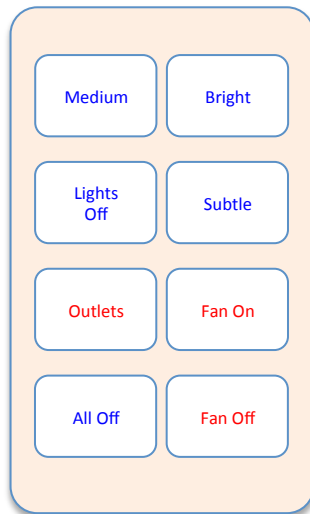 Medium
Bright
Lights
Off
Subtle
Outlets
Fan On
All Off
Fan Off